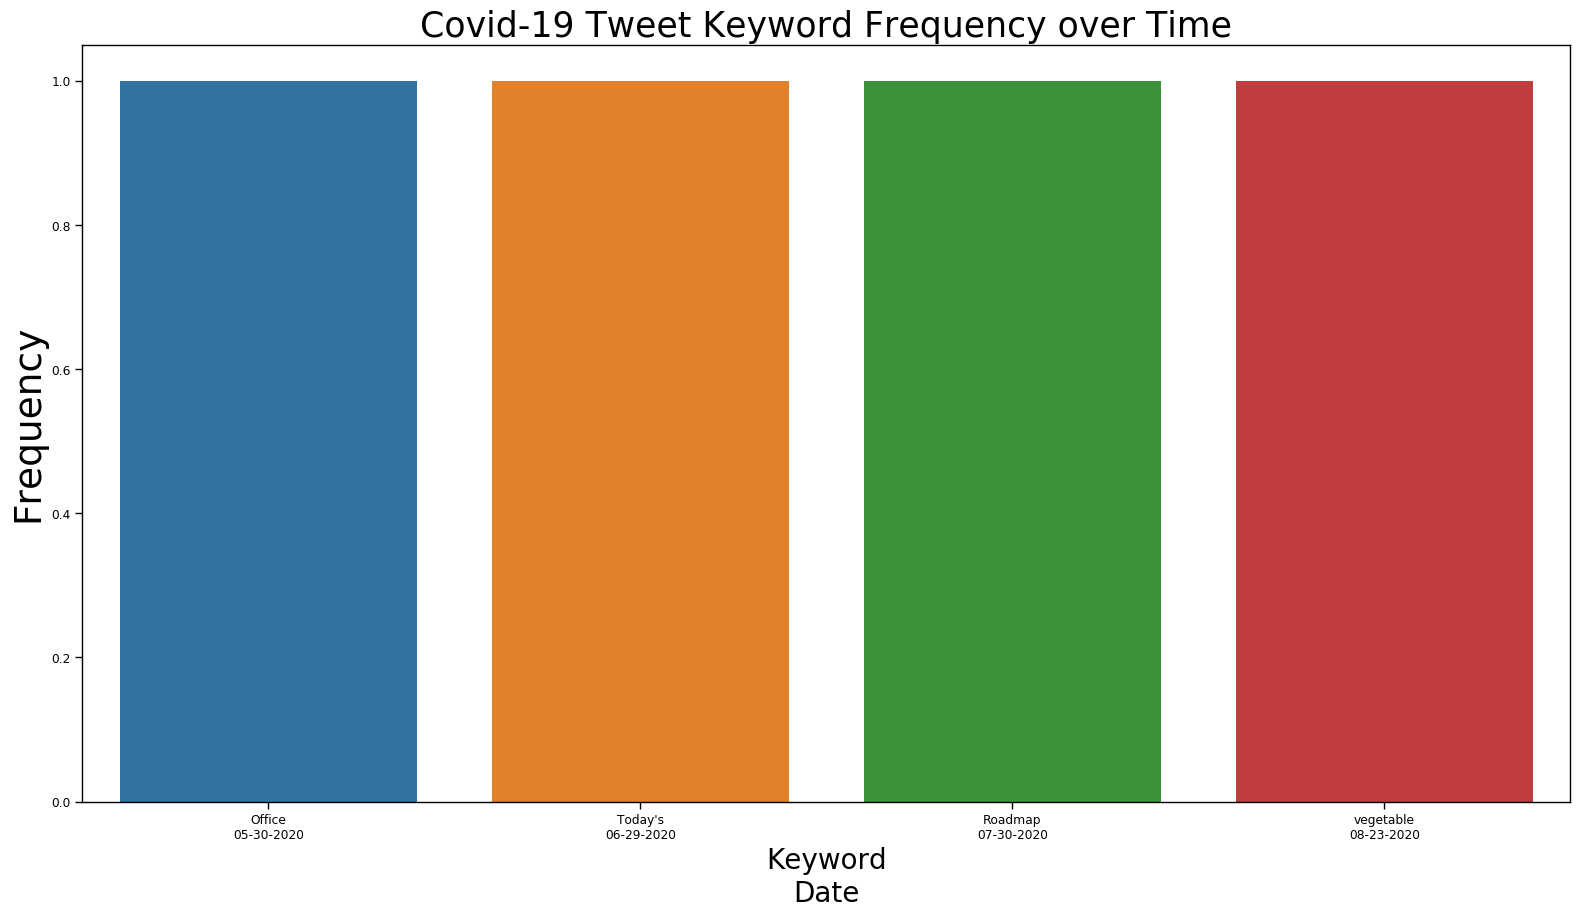 Covid-19 Tweet Keyword Frequency over Time
Frequency
1.0
0.8
0.6
0.4
0.2
0.0
Office
05-30-2020
Today's
06-29-2020
Roadmap
07-30-2020
vegetable
08-23-2020
Keyword
Date